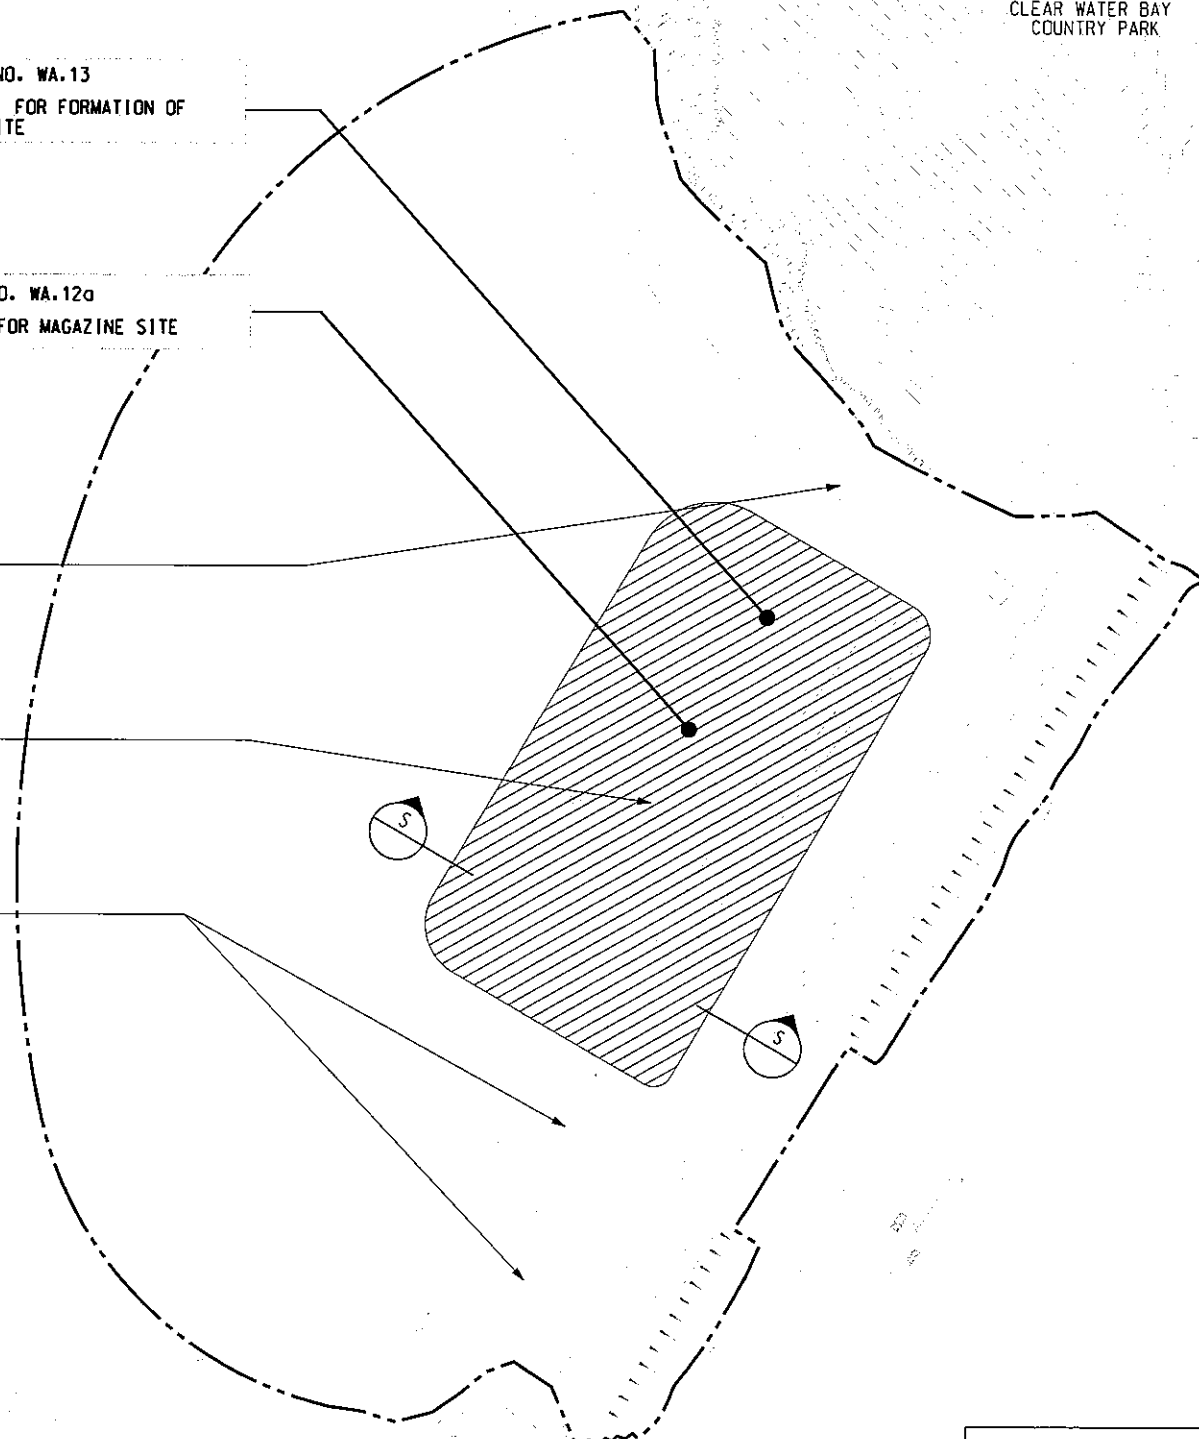 CLEAR WATER BAY
COUNTRY PARK
NO. WA.13
FOR FORMATION OF
ITE
O. WA.12a
FOR MAGAZINE SITE
S
S